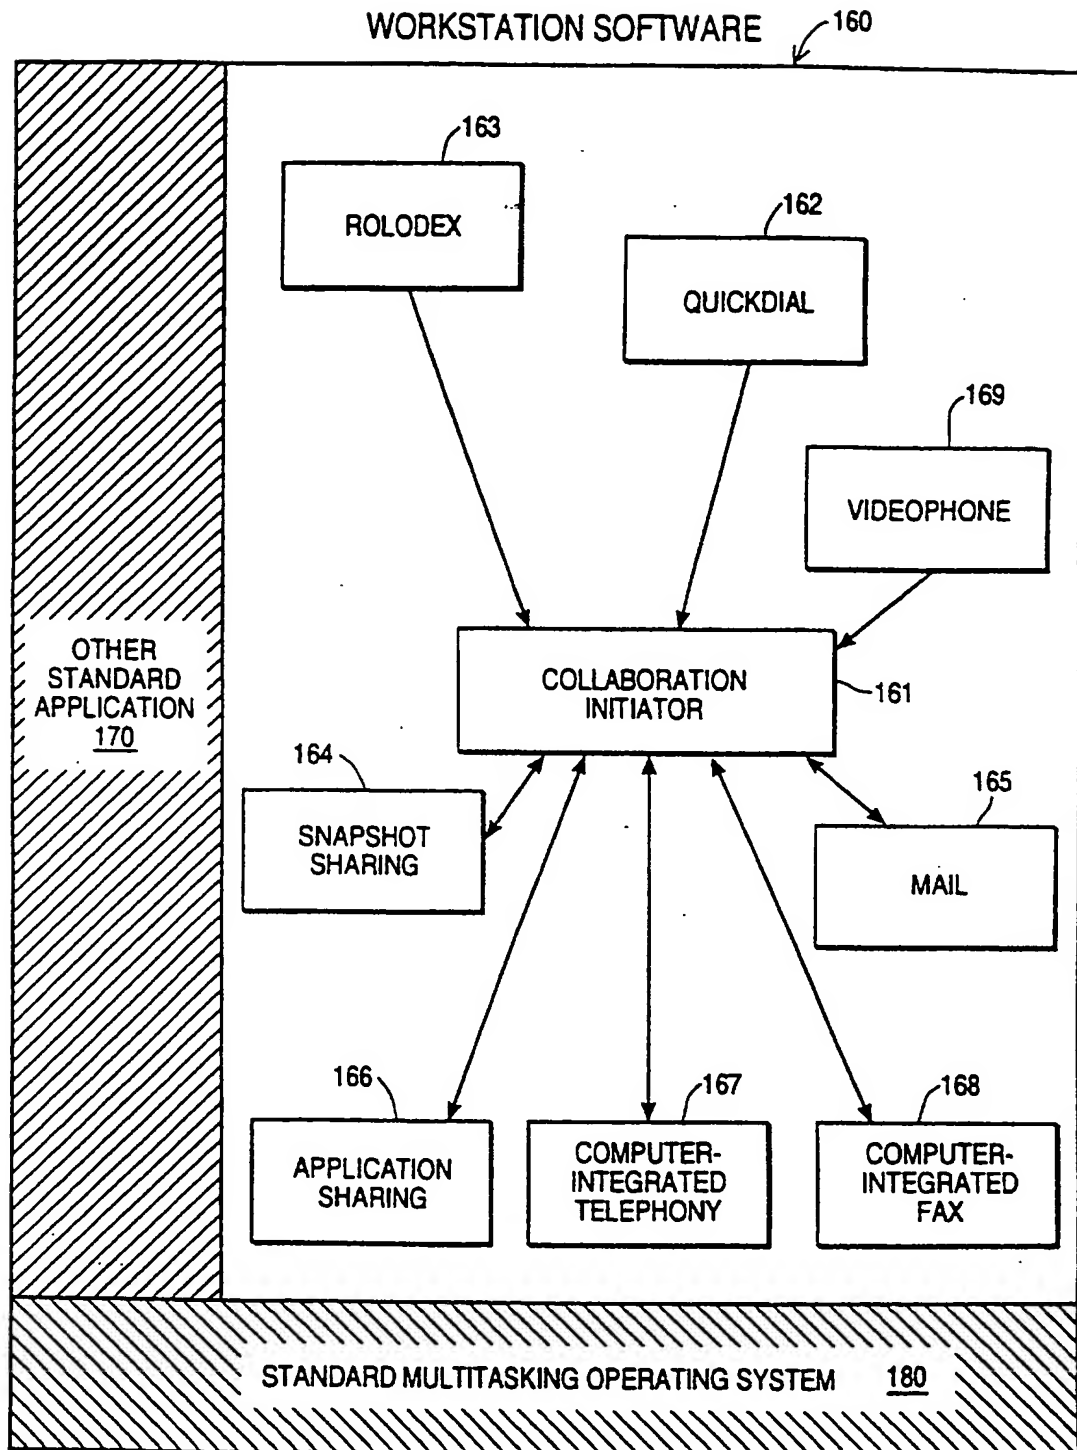 WORKSTATION SOFTWARE
160
163
ROLODEX
162
QUICKDIAL
169
VIDEOPHONE
OTHER
STANDARD
APPLICATION
170
COLLABORATION
INITIATOR
161
164
SNAPSHOT
SHARING
165
MAIL
166
APPLICATION
SHARING
167
COMPUTER-
INTEGRATED
TELEPHONY
168
COMPUTER-
INTEGRATED
FAX
STANDARD MULTITASKING OPERATING SYSTEM 180